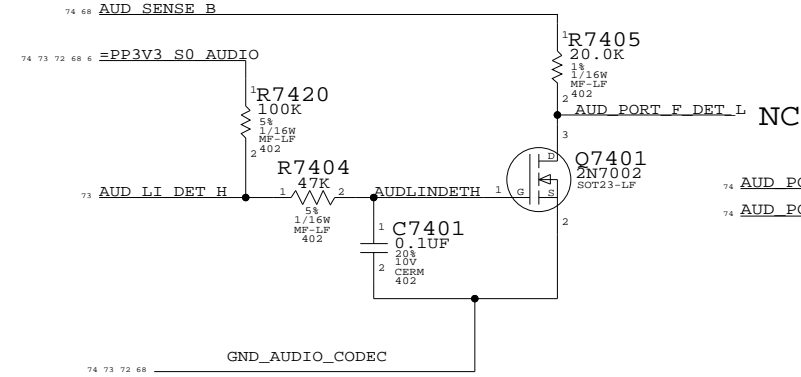 74 68 AUD_SENSE_B
74 73 72 68 6 =PP3V3_S0_AUDIO
1 R7405
20.0K
1%
1/16W
MF-LF
402
2
1 R7420
100K
5%
1/16W
MF-LF
402
2
AUD_PORT_F_DET_L NC
3
R7404
47K
1 2
5%
1/16W
MF-LF
402
73 AUD_LI_DET_H
AUDLINDETH 1
G D S
Q7401
2N7002
SOT23-LF
2
74 AUD_PO
74 AUD_PO
1 C7401
0.1UF
20%
10V
2 CERM
402
GND_AUDIO_CODEC
74 73 72 68